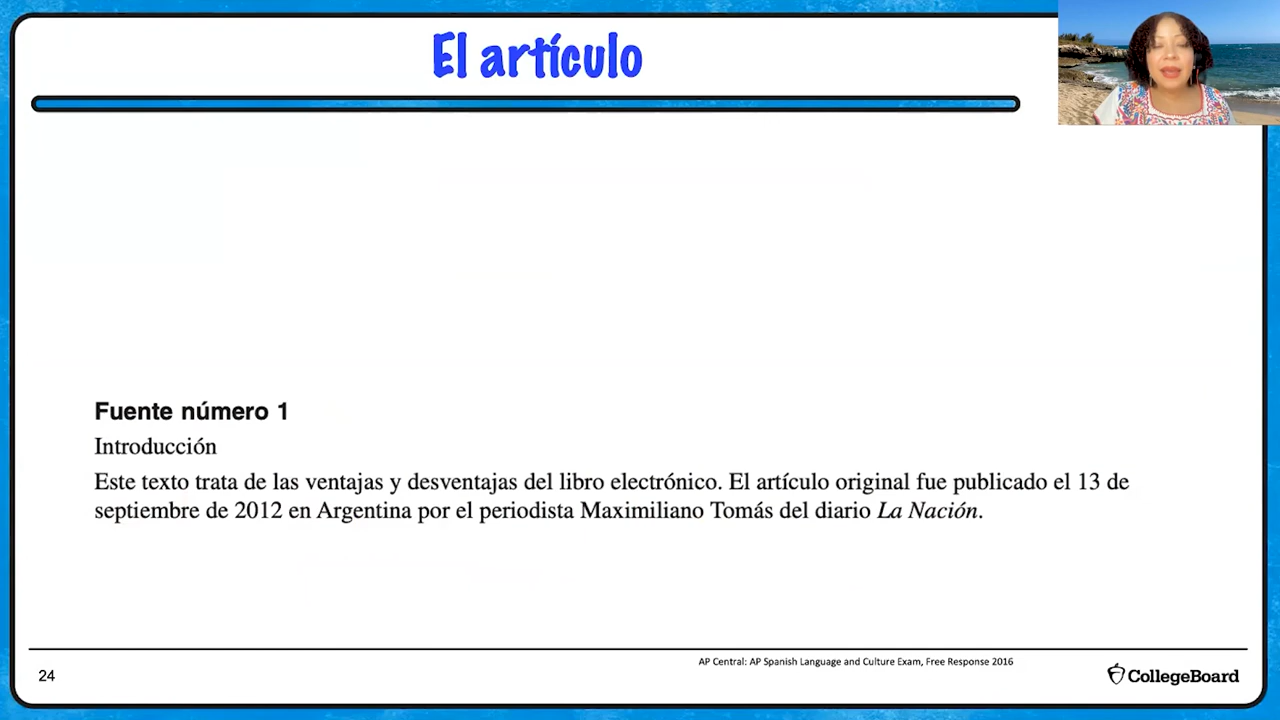 El artículo
Fuente número 1
Introducción
Este texto trata de las ventajas y desventajas del libro electrónico. El artículo original fue publicado el 13 de
septiembre de 2012 en Argentina por el periodista Maximiliano Tomás del diario La Nación.
AP Central: AP Spanish Language and Culture Exam, Free Response 2016
24
CollegeBoard